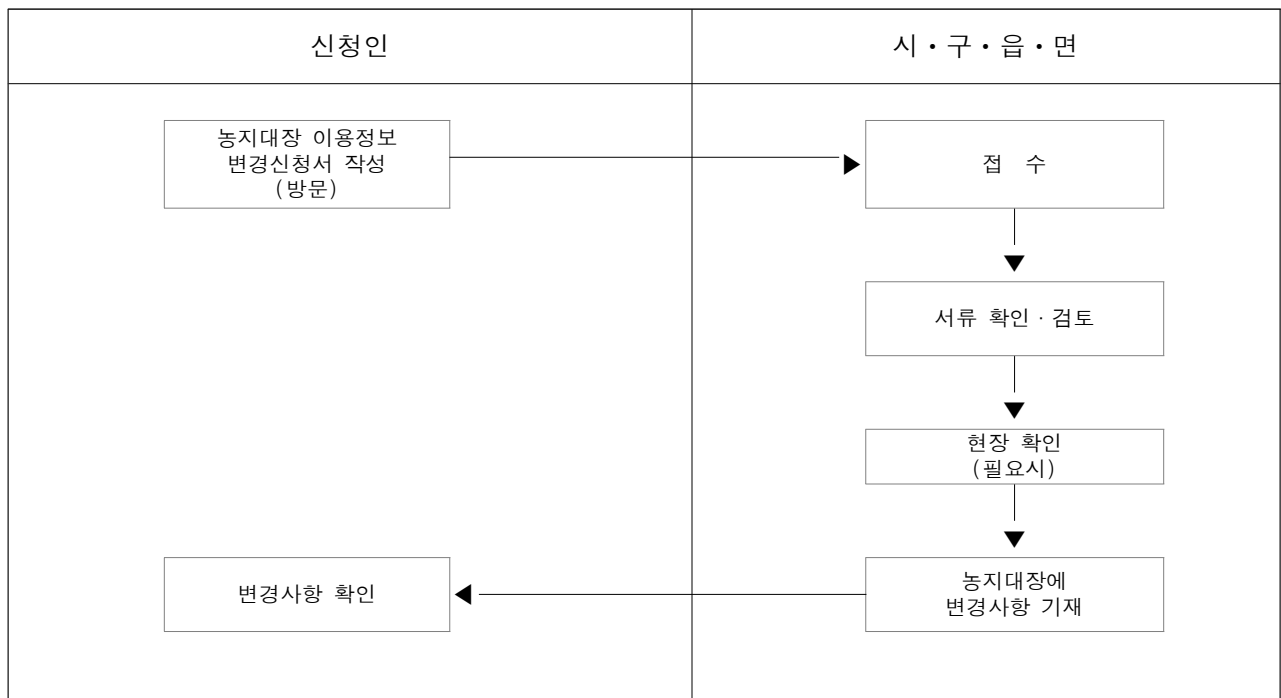 신청인
시・구・읍・면
농지대장 이용정보
변경신청서 작성
(방문)
접 수
서류 확인 · 검토
현장 확인
(필요시)
농지대장에
변경사항 기재
변경사항 확인